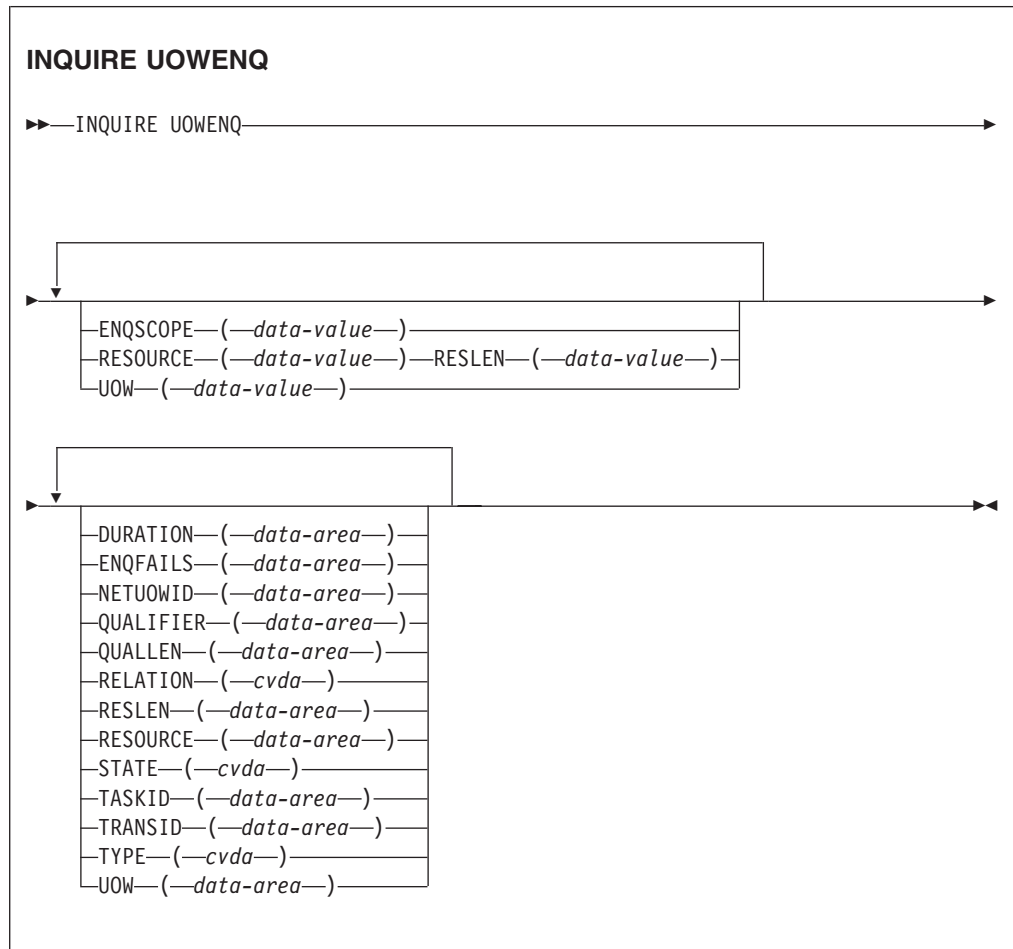 INQUIRE UOWENQ
INQUIRE UOWENQ
ENQSCOPE ( data-value )
RESOURCE ( data-value ) RESLEN ( data-value )
UOW ( data-value )
DURATION ( data-area )
ENQFAILS ( data-area )
NETUOWID ( data-area )
QUALIFIER ( data-area )
QUALLEN ( data-area )
RELATION ( cvda )
RESLEN ( data-area )
RESOURCE ( data-area )
STATE ( cvda )
TASKID ( data-area )
TRANSID ( data-area )
TYPE ( cvda )
UOW ( data-area )